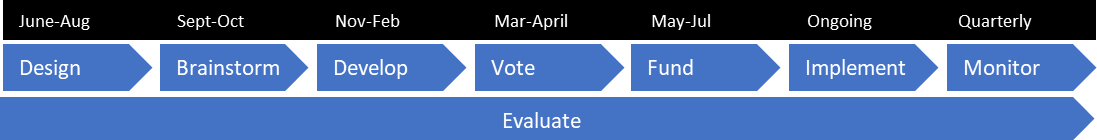 June-Aug Sept-Oct Nov-Feb Mar-April May-Jul Ongoing Quarterly
Design Brainstorm Develop Vote Fund Implement Monitor
Evaluate